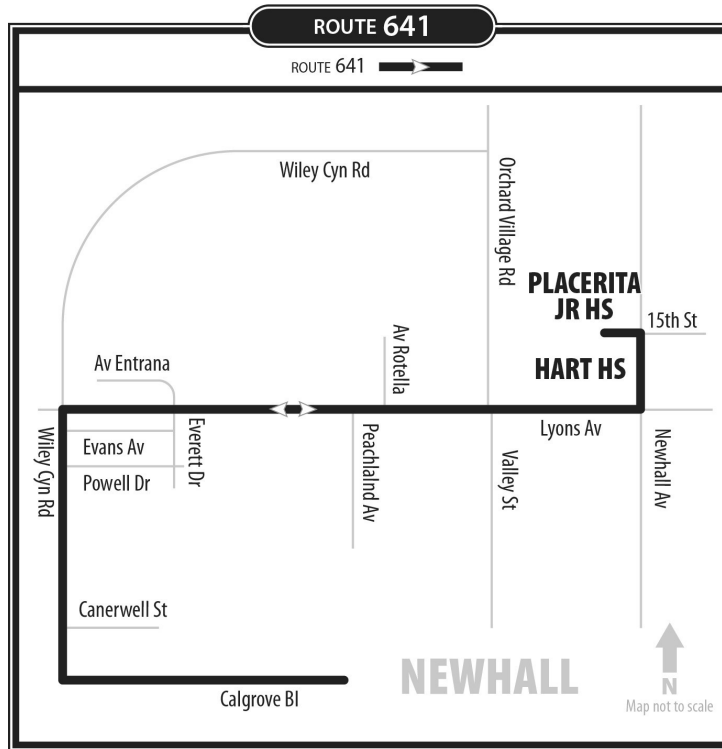 ROUTE 641
ROUTE 641
Wiley Cyn Rd
Orchard Village Rd
PLACERITA
JR HS
15th St
HART HS
Av Entrana
Av Rotella
Lyons Av
Wiley Cyn Rd
Evans Av
Everett Dr
Powell Dr
Peachlalnd Av
Valley St
Newhall Av
Canerwell St
Calgrove Bl
NEWHALL
N
Map not to scale